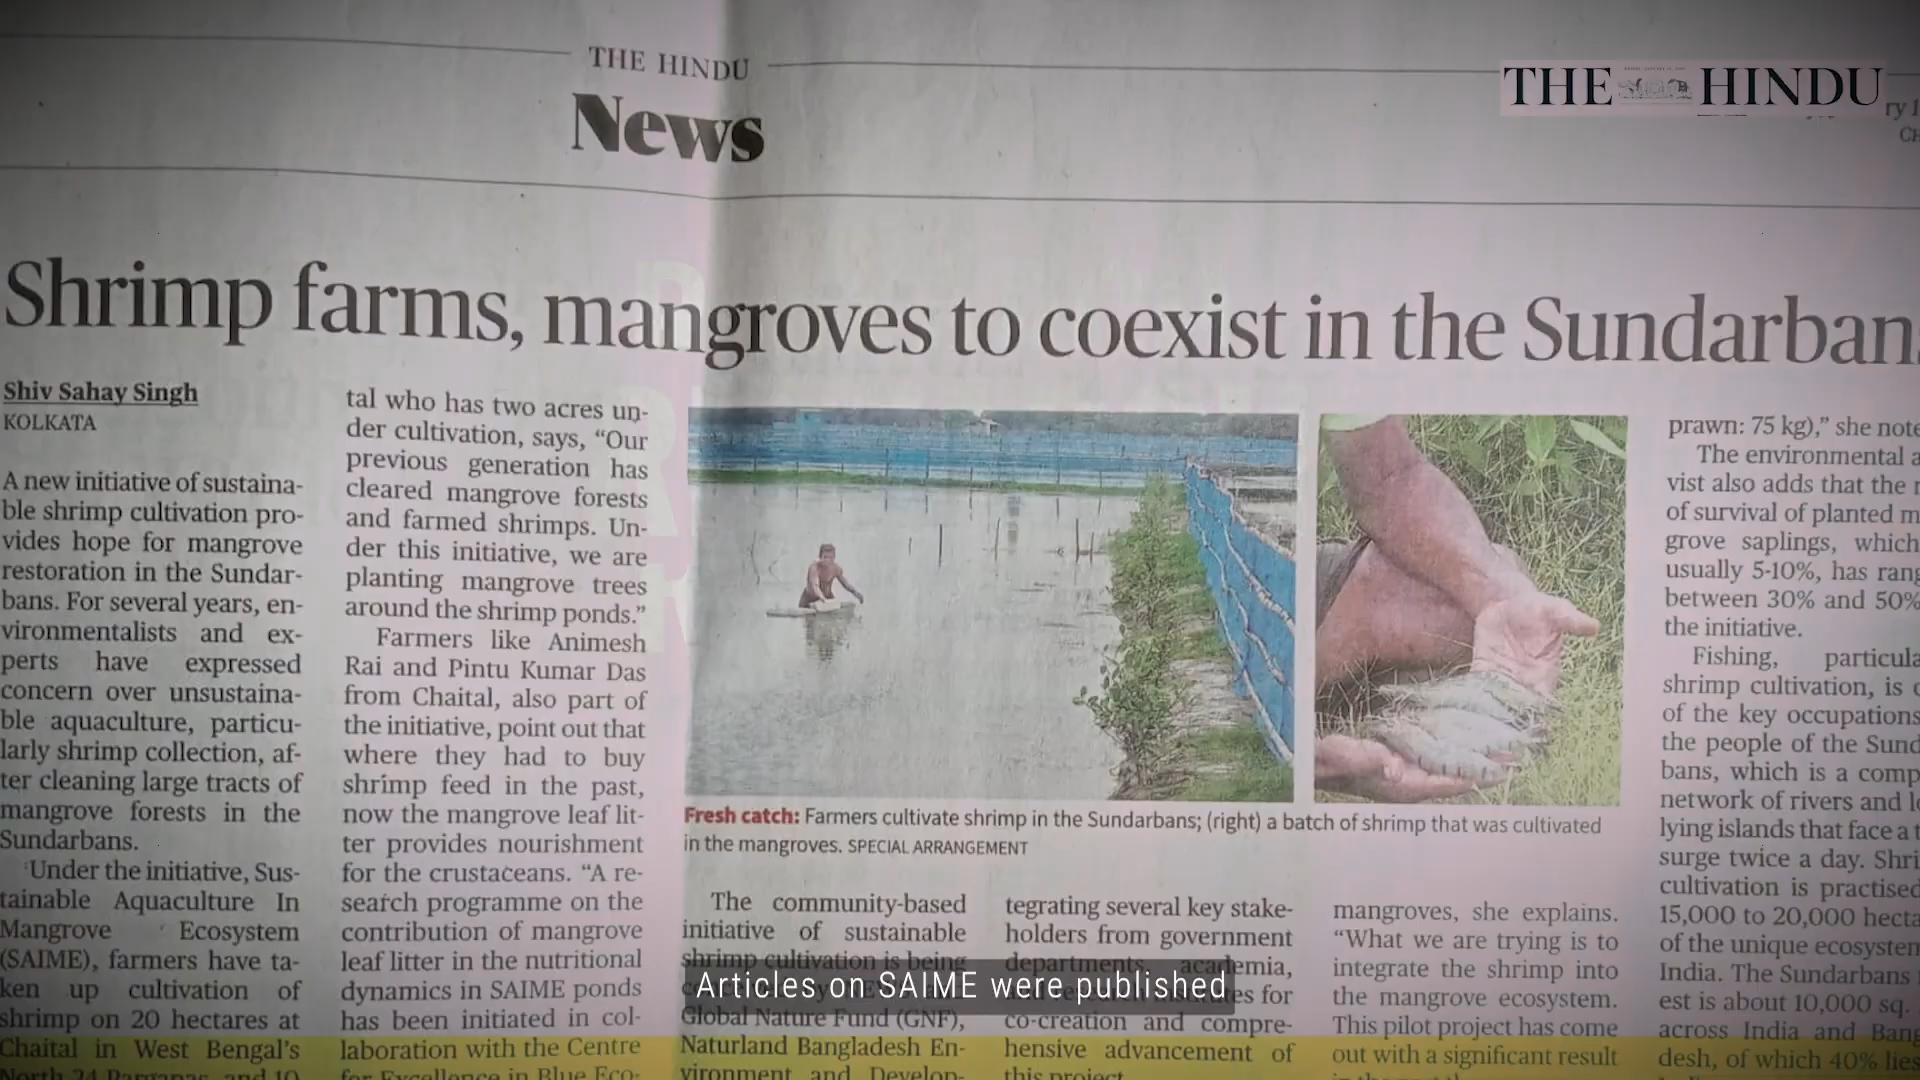 THE HINDU
News
THE HINDU
Shrimp farms, mangroves to coexist in the Sundarban
Shiv Sahay Singh
KOLKATA
A new initiative of sustaina-
ble shrimp cultivation pro-
vides hope for mangrove
restoration in the Sundar-
bans. For several years, en-
vironmentalists and ex-
perts have expressed
concern over unsustaina-
ble aquaculture, particu-
larly shrimp collection, af-
ter cleaning large tracts of
mangrove forests in the
Sundarbans.
Under the initiative, Sus-
tainable Aquaculture In
Mangrove Ecosystem
(SAIME), farmers have ta-
ken up cultivation of
shrimp on 20 hectares at
Chaital in West Bengal's
North 24 Parganas, and 10
tal who has two acres un-
der cultivation, says, “Our
previous generation has
cleared mangrove forests
and farmed shrimps. Un-
der this initiative, we are
planting mangrove trees
around the shrimp ponds.”
Farmers like Animesh
Rai and Pintu Kumar Das
from Chaital, also part of
the initiative, point out that
where they had to buy
shrimp feed in the past,
now the mangrove leaf lit-
ter provides nourishment
for the crustaceans. “A re-
search programme on the
contribution of mangrove
leaf litter in the nutritional
dynamics in SAIME ponds
has been initiated in col-
laboration with the Centre
for Excellence in Blue Eco-
Fresh catch: Farmers cultivate shrimp in the Sundarbans; (right) a batch of shrimp that was cultivated
in the mangroves. SPECIAL ARRANGEMENT
The community-based
initiative of sustainable
shrimp cultivation is being
Global Nature Fund (GNF),
Naturland Bangladesh En-
vironment and Develop-
tegrating several key stake-
holders from government
departments, academia,
for
co-creation and compre-
hensive advancement of
this project.
mangroves, she explains.
“What we are trying is to
integrate the shrimp into
the mangrove ecosystem.
This pilot project has come
out with a significant result
prawn: 75 kg),” she note
The environmental a
vist also adds that the
of survival of planted m
grove saplings, which
usually 5-10%, has rang
between 30% and 50%
the initiative.
Fishing, particula
shrimp cultivation, is
of the key occupations
the people of the Sund
bans, which is a comp
network of rivers and
lying islands that face a
surge twice a day. Shri
cultivation is practised
15,000 to 20,000 hecta
of the unique ecosystem
India. The Sundarbans
est is about 10,000 sq.
across India and Bang
desh, of which 40% lies
Articles on SAIME were published